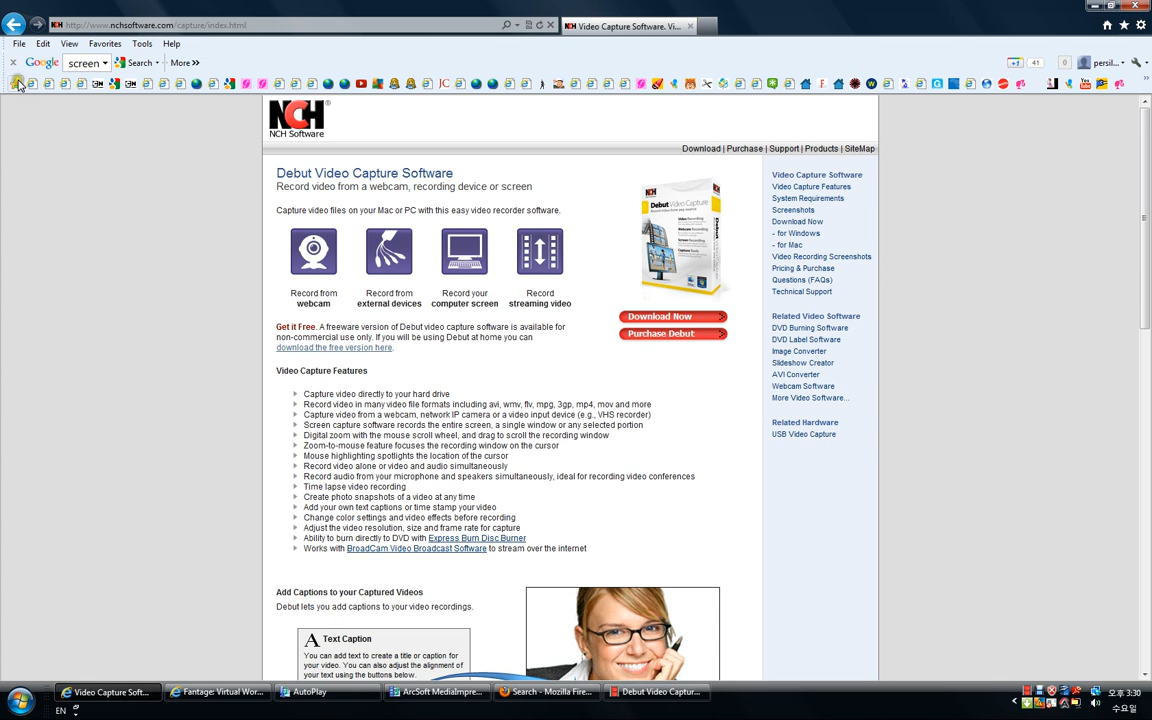 http://www.nchsoftware.com/capture/index.html
Video Capture Software. Vi...
File Edit View Favorites Tools Help
Google screen Search More >>
41 0 persil...
NCH
NCH Software
Download | Purchase | Support | Products | SiteMap
Debut Video Capture Software
Record video from a webcam, recording device or screen
Capture video files on your Mac or PC with this easy video recorder software.
Record from
webcam
Record from
external devices
Record your
computer screen
Record
streaming video
NCH
Debut Video Capture
Download Now
Purchase Debut
Get it Free. A freeware version of Debut video capture software is available for
non-commercial use only. If you will be using Debut at home you can
download the free version here.
Video Capture Features
Capture video directly to your hard drive
Record video in many video file formats including avi, wmv, flv, mpg, 3gp, mp4, mov and more
Capture video from a webcam, network IP camera or a video input device (e.g., VHS recorder)
Screen capture software records the entire screen, a single window or any selected portion
Digital zoom with the mouse scroll wheel, and drag to scroll the recording window
Zoom-to-mouse feature focuses the recording window on the cursor
Mouse highlighting spotlights the location of the cursor
Record video alone or video and audio simultaneously
Record audio from your microphone and speakers simultaneously, ideal for recording video conferences
Time lapse video recording
Create photo snapshots of a video at any time
Add your own text captions or time stamp your video
Change color settings and video effects before recording
Adjust the video resolution, size and frame rate for capture
Ability to burn directly to DVD with Express Burn Disc Burner
Works with BroadCam Video Broadcast Software to stream over the internet
Add Captions to your Captured Videos
Debut lets you add captions to your video recordings.
A Text Caption
You can add text to create a title or caption for
your video. You can also adjust the alignment of
your text using the buttons below.
Video Capture Software
Video Capture Features
System Requirements
Screenshots
Download Now
- for Windows
- for Mac
Video Recording Screenshots
Pricing & Purchase
Questions (FAQs)
Technical Support
Related Video Software
DVD Burning Software
DVD Label Software
Image Converter
Slideshow Creator
AVI Converter
Webcam Software
More Video Software...
Related Hardware
USB Video Capture
Video Capture Soft...
Fantage: Virtual Wor...
AutoPlay
ArcSoft MediaImpre...
Search - Mozilla Fire...
Debut Video Captur...
오후 3:30
EN
수요일